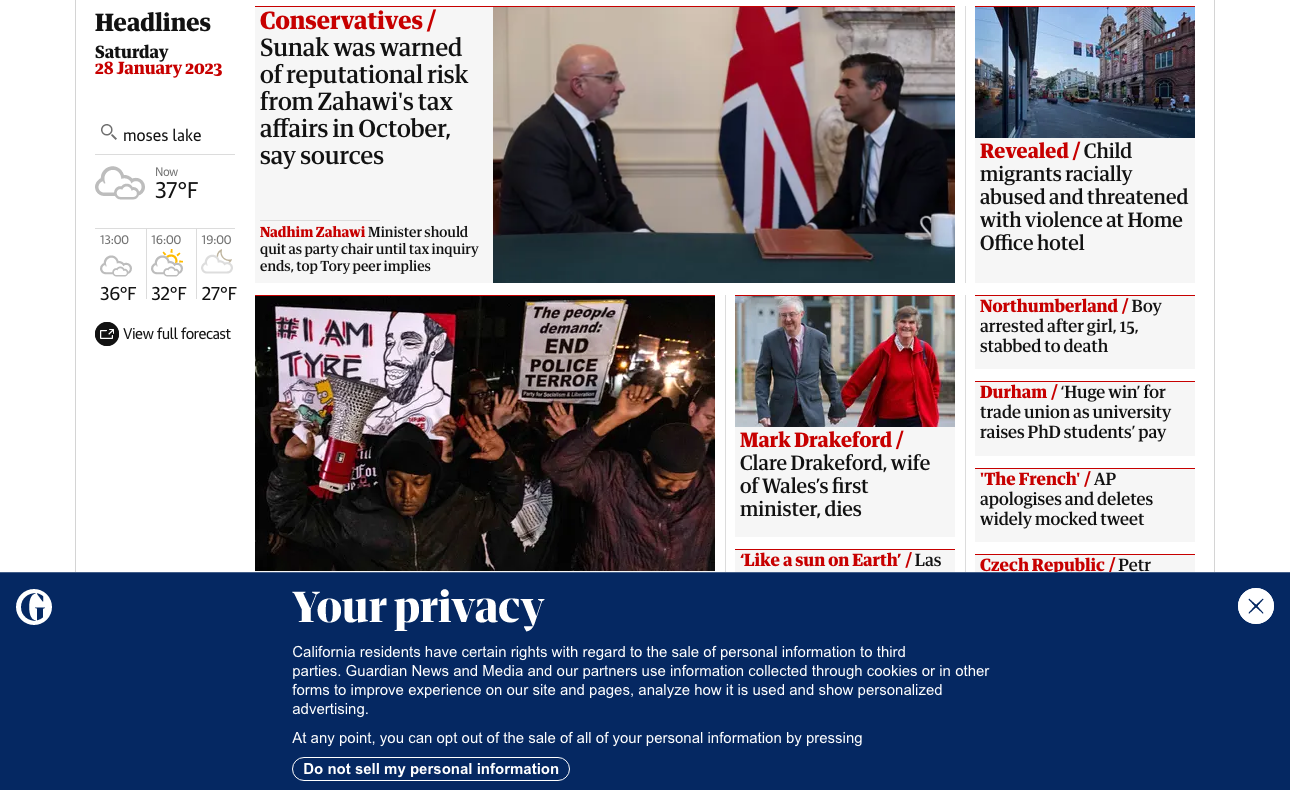 Headlines
Saturday
28 January 2023
moses lake
Now
37°F
13:00
16:00
19:00
36°F
32°F
27°F
View full forecast
Conservatives /
Sunak was warned
of reputational risk
from Zahawi's tax
affairs in October,
say sources
Nadhim Zahawi Minister should
quit as party chair until tax inquiry
ends, top Tory peer implies
Revealed / Child
migrants racially
abused and threatened
with violence at Home
Office hotel
#I AM
TYRE
The people
demand:
END
POLICE
TERROR
Party for Socialism & Liberation
Mark Drakeford /
Clare Drakeford, wife
of Wales’s first
minister, dies
‘Like a sun on Earth’ / Las
Northumberland / Boy
arrested after girl, 15,
stabbed to death
Durham / ‘Huge win’ for
trade union as university
raises PhD students’ pay
'The French' / AP
apologises and deletes
widely mocked tweet
Czech Republic / Petr
Your privacy
California residents have certain rights with regard to the sale of personal information to third
parties. Guardian News and Media and our partners use information collected through cookies or in other
forms to improve experience on our site and pages, analyze how it is used and show personalized
advertising.
At any point, you can opt out of the sale of all of your personal information by pressing
Do not sell my personal information